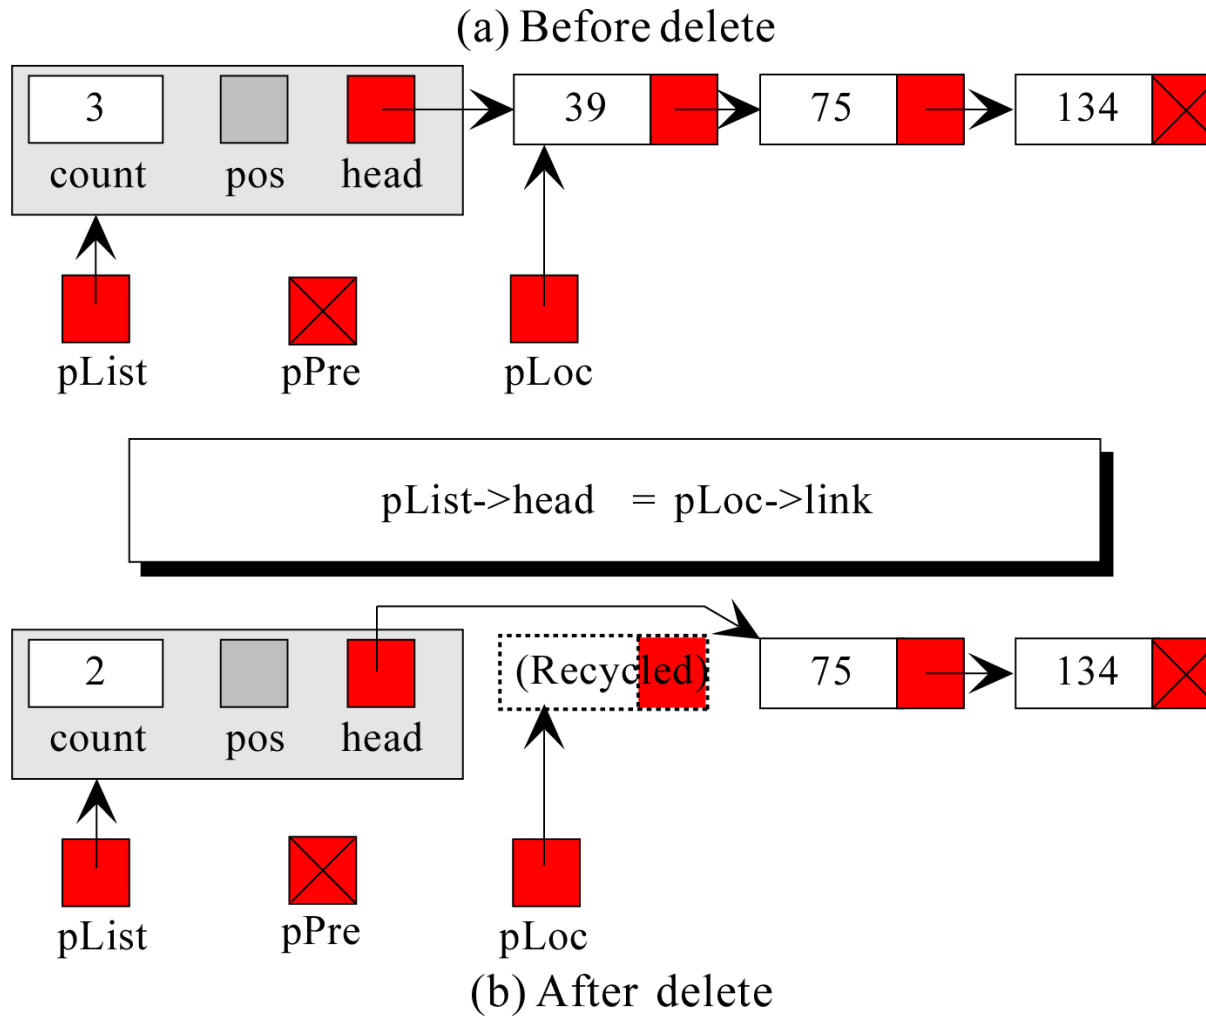 (a) Before delete
3 39 75 134
count pos head
pList pPre pLoc
pList->head = pLoc->link
2 (Recycled) 75 134
count pos head
pList pPre pLoc
(b) After delete